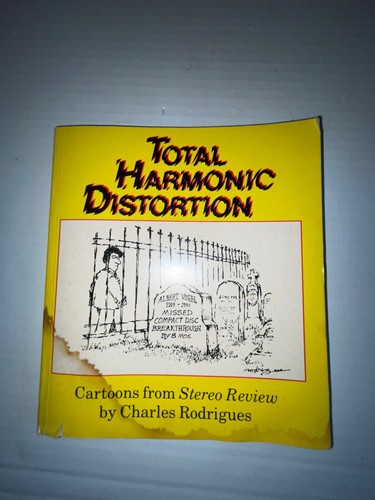 TOTAL
HARMONIC
DISTORTION
ALBERT VOGEL
MISSED
COMPACT DISC
BREAKTHROUGH
BY 8 MOS.
Cartoons from Stereo Review
by Charles Rodrigues